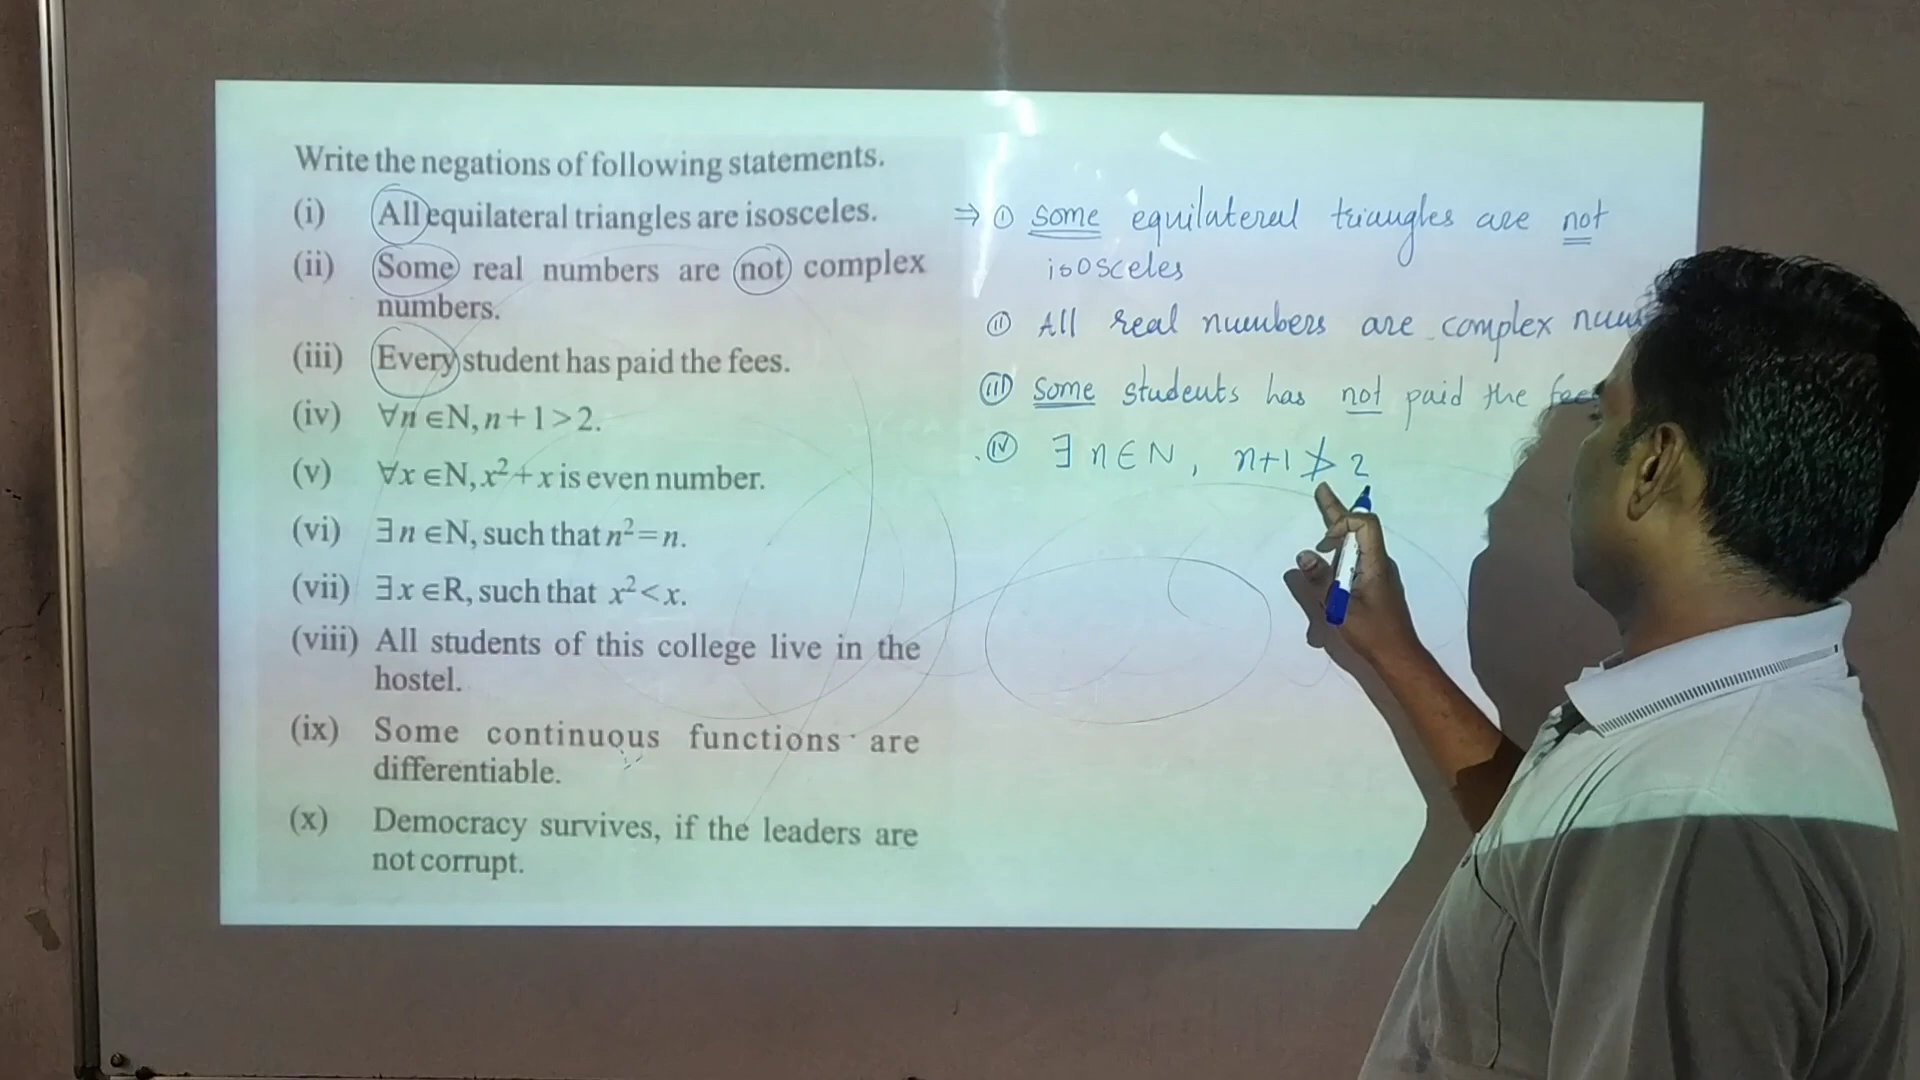 Write the negations of following statements.
(i) All equilateral triangles are isosceles.
(ii) Some real numbers are not complex
numbers.
(iii) Every student has paid the fees.
(iv) ∀n∈N, n+1>2.
(v) ∀x∈N, x²+x is even number.
(vi) ∃n∈N, such that n²=n.
(vii) ∃x∈R, such that x²<x.
(viii) All students of this college live in the
hostel.
(ix) Some continuous functions are
differentiable.
(x) Democracy survives, if the leaders are
not corrupt.
⇒ (i) some equilateral triangles are not
isosceles
(ii) All real numbers are complex
(iii) some students has not paid the
(iv) ∃ n∈N, n+1 ≯ 2